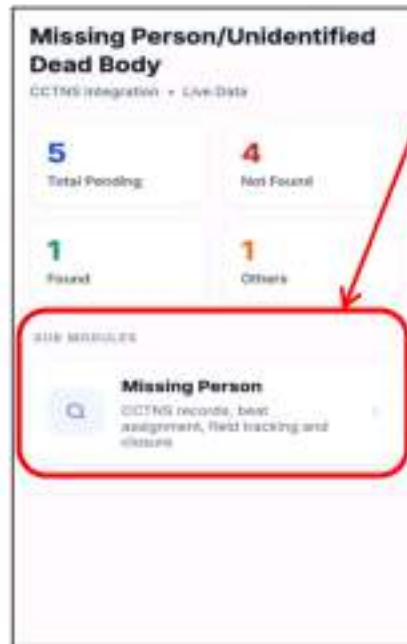 Missing Person/Unidentified
Dead Body
CCTNS Integration • Live Data
5
Total Pending
4
Not Found
1
Found
1
Others
SUB MODULES
Missing Person
CCTNS records, beat
assignment, field tracking and
closure